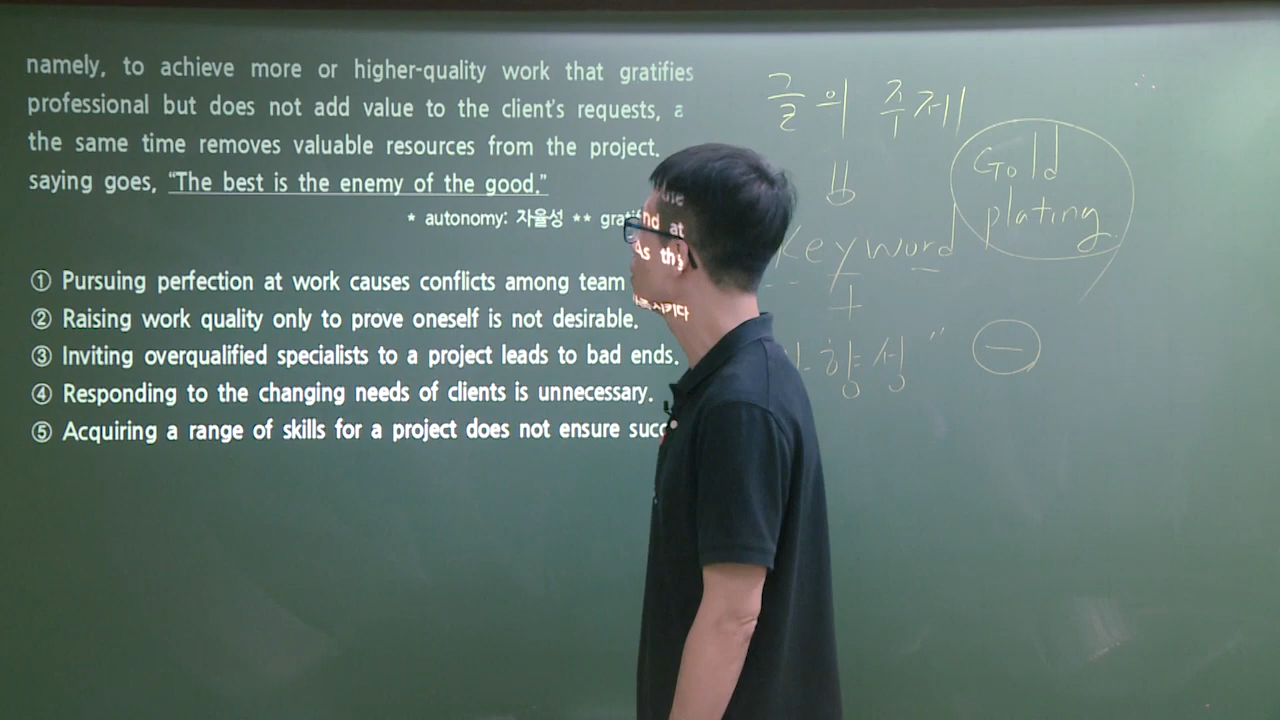 namely, to achieve more or higher-quality work that gratifies
professional but does not add value to the client's requests, a
the same time removes valuable resources from the project.
saying goes, "The best is the enemy of the good."
* autonomy: 자율성 **
① Pursuing perfection at work causes conflicts among team
② Raising work quality only to prove oneself is not desirable.
③ Inviting overqualified specialists to a project leads to bad ends.
④ Responding to the changing needs of clients is unnecessary.
⑤ Acquiring a range of skills for a project does not ensure
nd at
As th
글의 주제
Keyword
+
향성"
Gold
plating